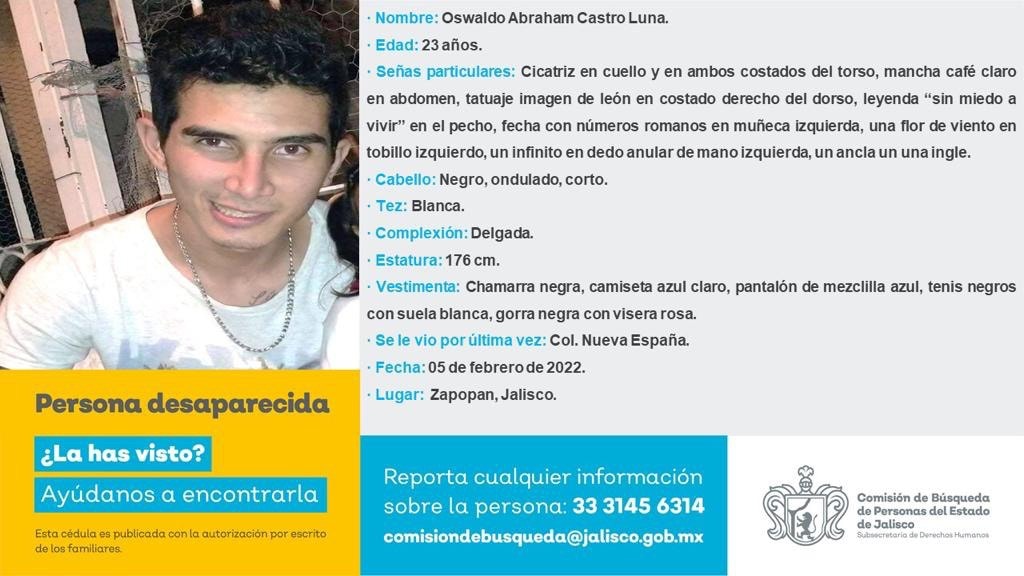 · Nombre: Oswaldo Abraham Castro Luna.
· Edad: 23 años.
· Señas particulares: Cicatriz en cuello y en ambos costados del torso, mancha café claro
en abdomen, tatuaje imagen de león en costado derecho del dorso, leyenda “sin miedo a
vivir” en el pecho, fecha con números romanos en muñeca izquierda, una flor de viento en
tobillo izquierdo, un infinito en dedo anular de mano izquierda, un ancla un una ingle.
· Cabello: Negro, ondulado, corto.
· Tez: Blanca.
· Complexión: Delgada.
· Estatura: 176 cm.
· Vestimenta: Chamarra negra, camiseta azul claro, pantalón de mezclilla azul, tenis negros
con suela blanca, gorra negra con visera rosa.
· Se le vio por última vez: Col. Nueva España.
· Fecha: 05 de febrero de 2022.
· Lugar: Zapopan, Jalisco.
Persona desaparecida
¿La has visto?
Ayúdanos a encontrarla
Esta cédula es publicada con la autorización por escrito
de los familiares.
Reporta cualquier información
sobre la persona: 33 3145 6314
comisiondebusqueda@jalisco.gob.mx
Comisión de Búsqueda
de Personas del Estado
de Jalisco
Subsecretaría de Derechos Humanos